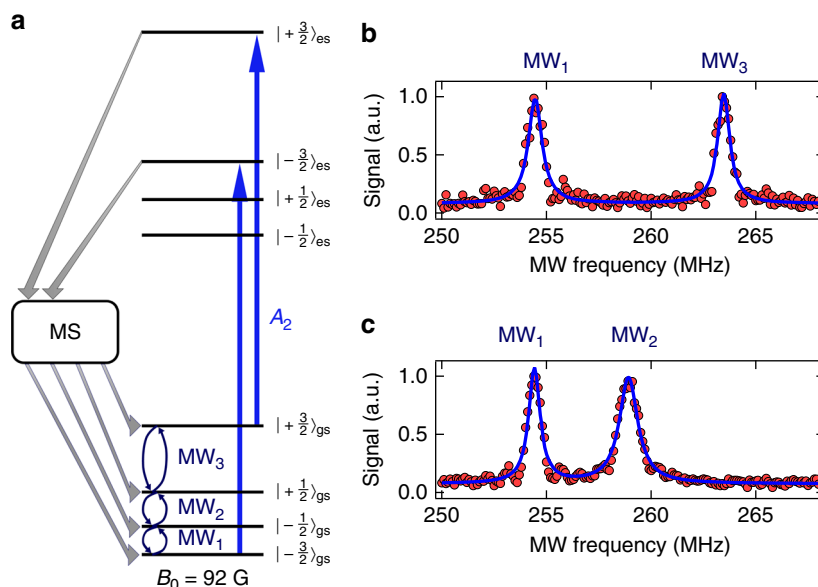 a
|+3/2⟩es
|−3/2⟩es
|+1/2⟩es
|−1/2⟩es
MS
A2
|+3/2⟩gs
MW3
|+1/2⟩gs
MW2
|−1/2⟩gs
MW1
|−3/2⟩gs
B0 = 92 G
b
MW1 MW3
Signal (a.u.)
1.0
0.5
0.0
250 255 260 265
MW frequency (MHz)
c
MW1 MW2
Signal (a.u.)
1.0
0.5
0.0
250 255 260 265
MW frequency (MHz)